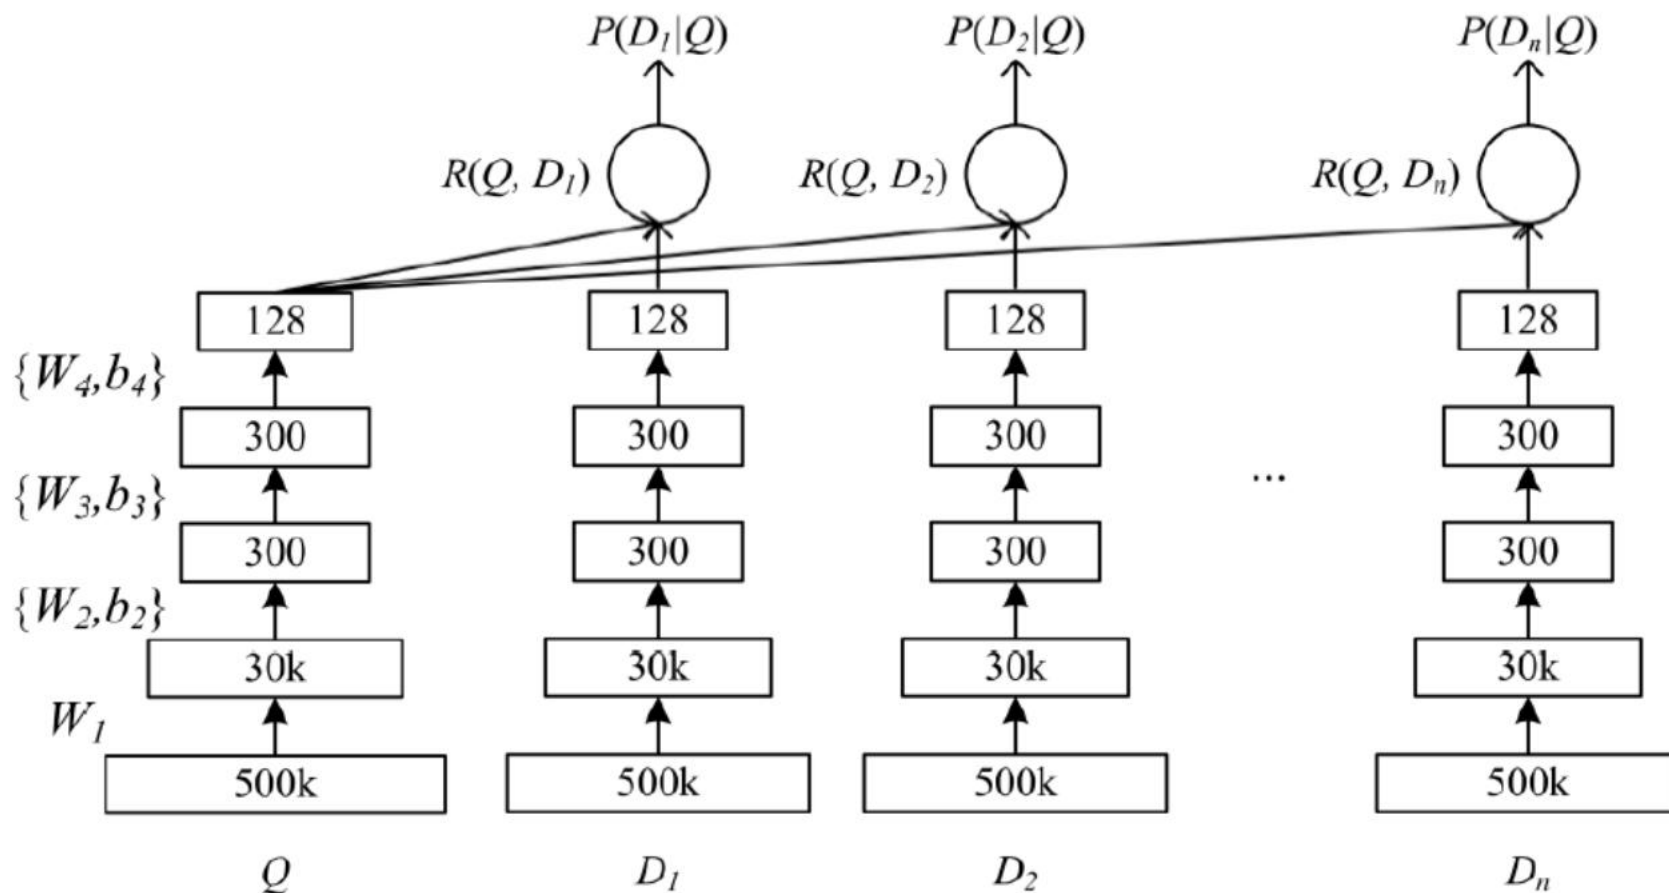 P(D₁|Q) P(D₂|Q) P(Dₙ|Q)
R(Q, D₁) R(Q, D₂) R(Q, Dₙ)
128 128 128 128
{W₄,b₄}
300 300 300 300
{W₃,b₃} ...
300 300 300 300
{W₂,b₂}
30k 30k 30k 30k
W₁
500k 500k 500k 500k
Q D₁ D₂ Dₙ